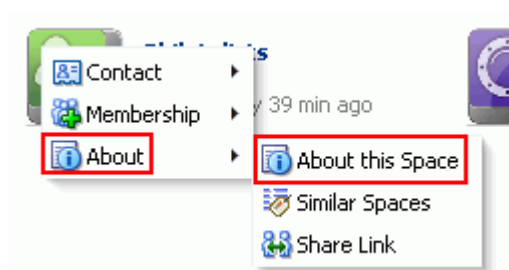 Contact
39 min ago
Membership
About
About this Space
Similar Spaces
Share Link